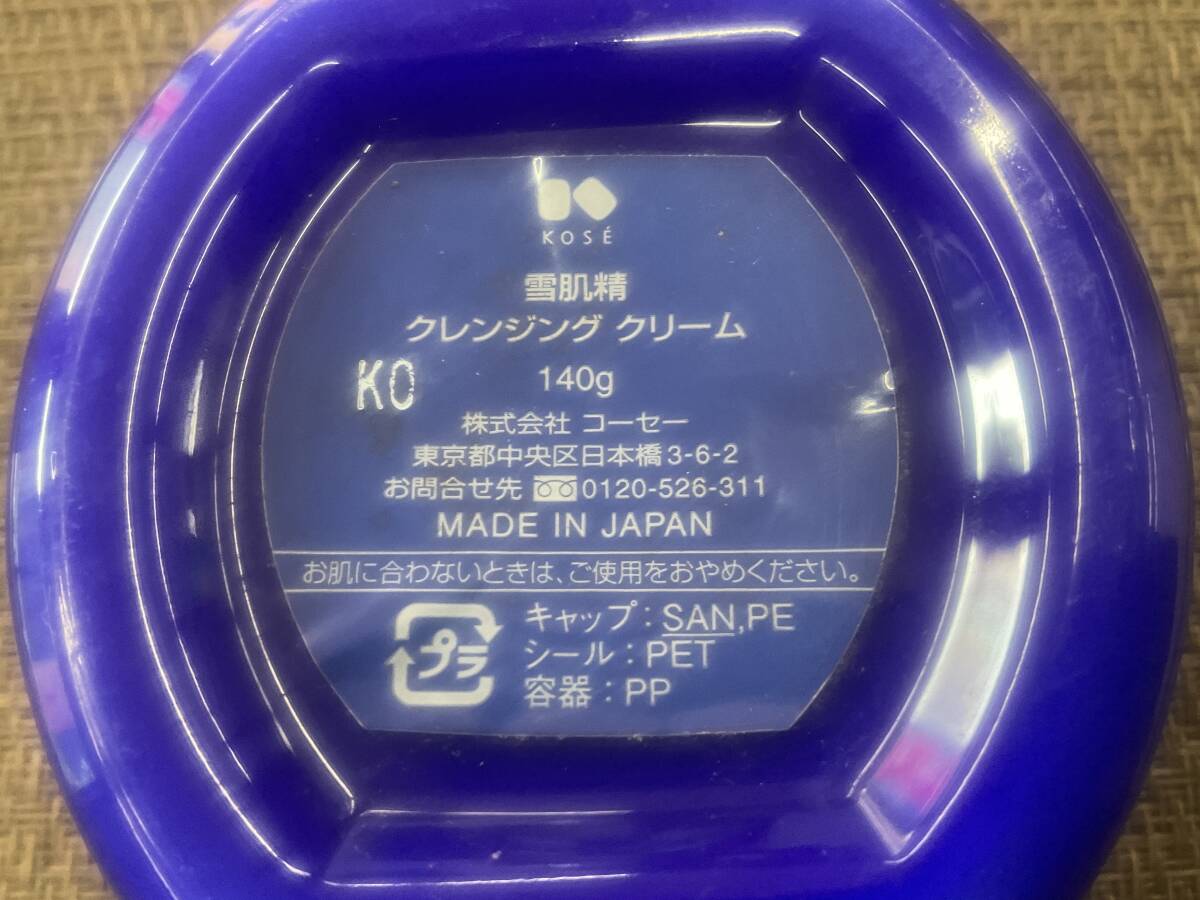 KOSÉ
雪肌精
クレンジング クリーム
KO 140g
株式会社 コーセー
東京都中央区日本橋3-6-2
お問合せ先 0120-526-311
MADE IN JAPAN
お肌に合わないときは、ご使用をおやめください。
プラ
キャップ：SAN,PE
シール：PET
容器：PP